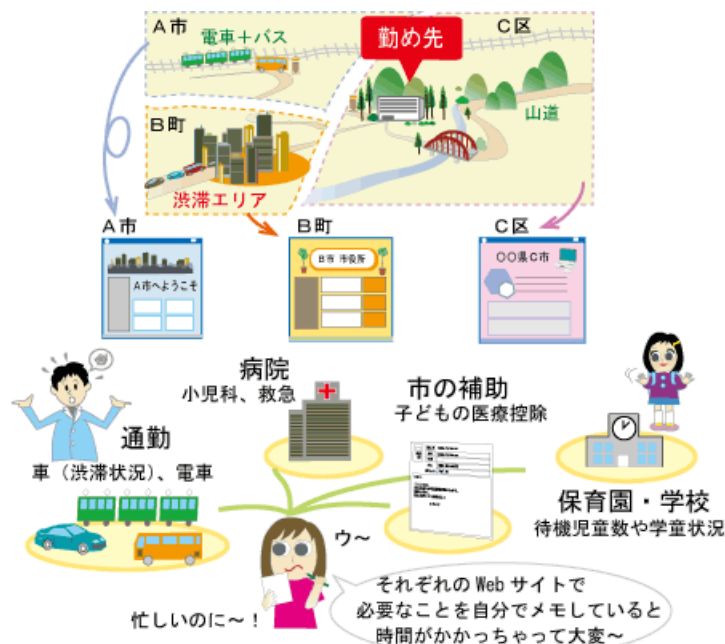 A市
電車＋バス
勤め先
C区
山道
B町
渋滞エリア
A市
B町
C区
A市へようこそ
B市 市役所
〇〇県C市
病院
小児科、救急
市の補助
子どもの医療控除
通勤
車（渋滞状況）、電車
保育園・学校
待機児童数や学童状況
ウ〜
忙しいのに〜！
それぞれの Web サイトで
必要なことを自分でメモしていると
時間がかかっちゃって大変〜